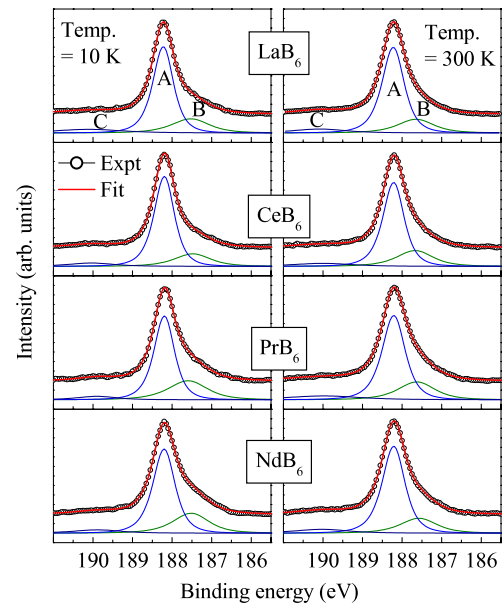 Temp.
= 10 K
LaB6
Temp.
= 300 K
A
B
C
A
B
C
Expt
Fit
CeB6
PrB6
NdB6
Intensity (arb. units)
190 189 188 187 186
190 189 188 187 186
Binding energy (eV)